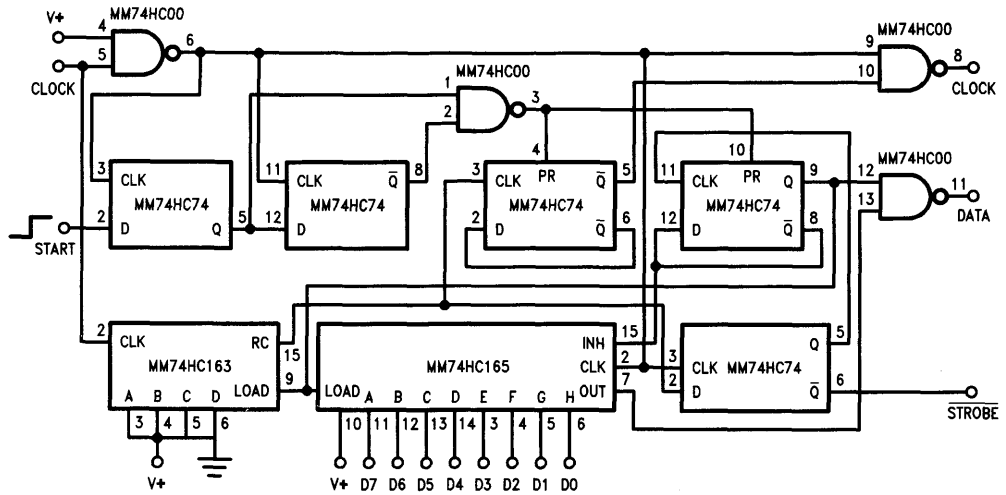 V+ 4 MM74HC00 6
CLOCK 5
9 MM74HC00 8
10 CLOCK
1 MM74HC00 3
2
3 CLK MM74HC74
START 2 D Q 5
11 CLK Q̅ 8
MM74HC74
12 D
4 PR
3 CLK Q̅ 5
MM74HC74
2 D Q̅ 6
10 PR
11 CLK Q 9
MM74HC74
12 D Q̅ 8
12 MM74HC00 11
13 DATA
2 CLK RC 15
MM74HC163
LOAD 9
A B C D
3 4 5 6
V+
INH 15
MM74HC165 CLK 2
LOAD A B C D E F G H OUT 7
10 11 12 13 14 3 4 5 6
V+ D7 D6 D5 D4 D3 D2 D1 D0
Q 5
3 CLK MM74HC74
2 D Q̅ 6
S̅T̅R̅O̅B̅E̅